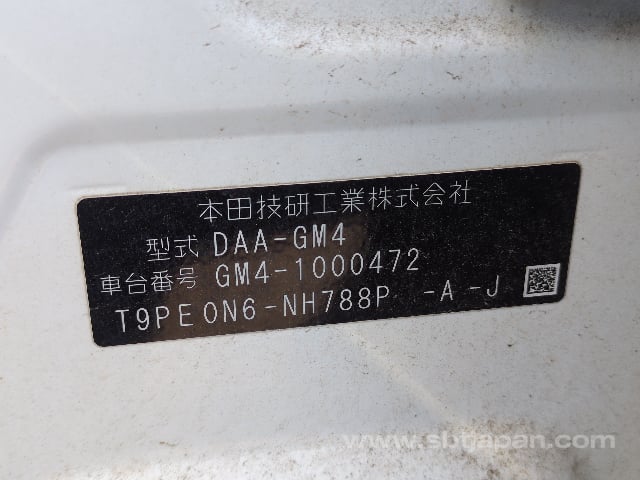 本田技研工業株式会社
型式 DAA-GM4
車台番号 GM4-1000472
T9PE0N6-NH788P -A -J
www.sbtjapan.com